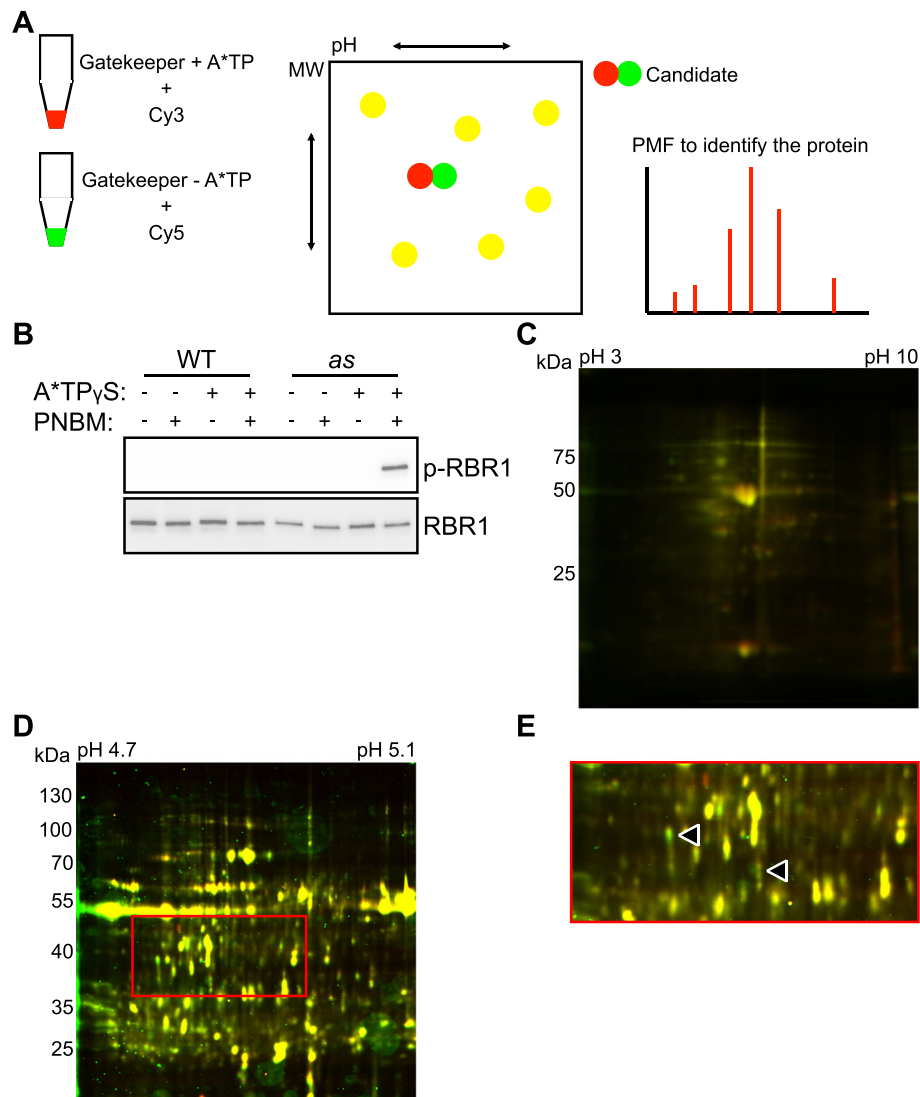 A
Gatekeeper + A*TP
+
Cy3
Gatekeeper - A*TP
+
Cy5
pH
MW
Candidate
PMF to identify the protein
B
WT as
A*TPγS: - - + + - - + +
PNBM: - + - + - + - +
p-RBR1
RBR1
C
kDa pH 3 pH 10
75
50
25
D
kDa pH 4.7 pH 5.1
130
100
70
55
40
35
25
E